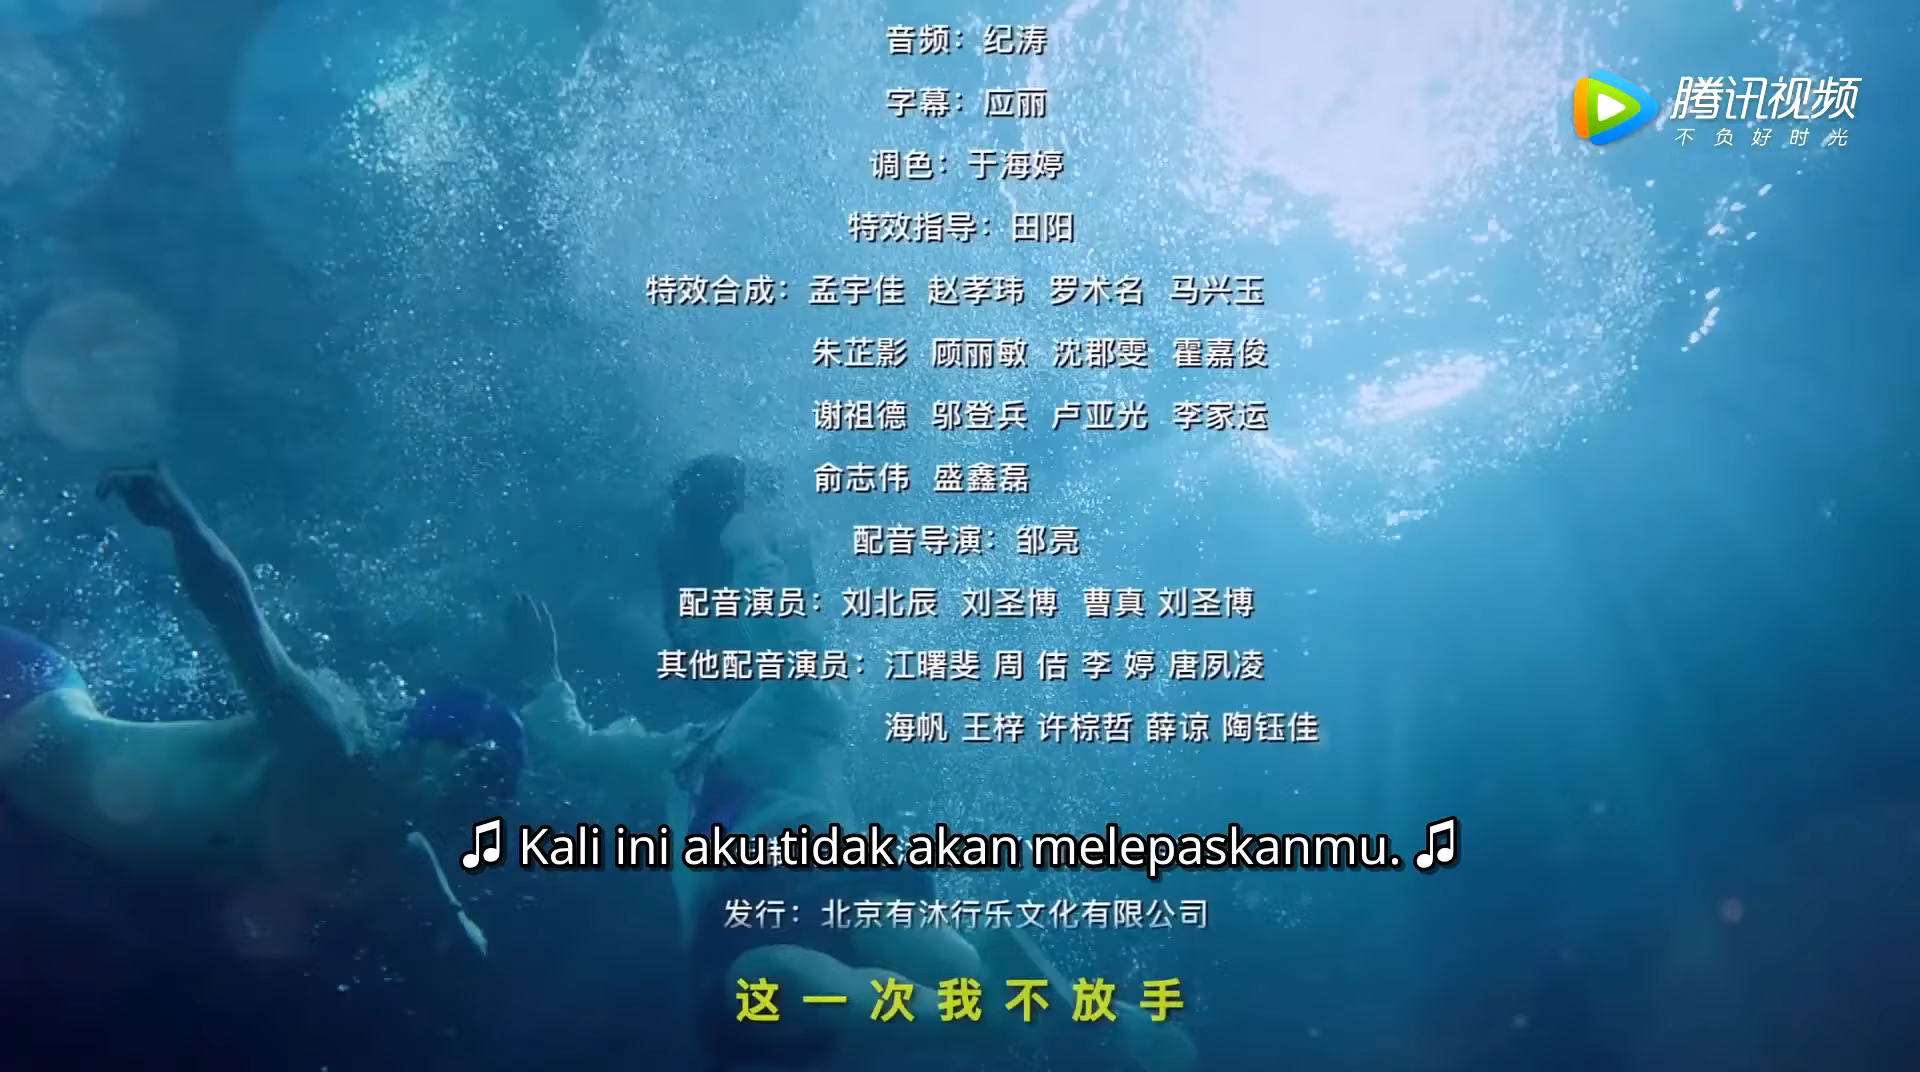 音频：纪涛
腾讯视频
不负好时光
字幕：应丽
调色：于海婷
特效指导：田阳
特效合成：孟宇佳 赵孝玮 罗术名 马兴玉
朱芷影 顾丽敏 沈郡雯 霍嘉俊
谢祖德 邬登兵 卢亚光 李家运
俞志伟 盛鑫磊
配音导演：邹亮
配音演员：刘北辰 刘圣博 曹真 刘圣博
其他配音演员：江曙斐 周 佶 李 婷 唐夙凌
海帆 王梓 许棕哲 薛谅 陶钰佳
♫ Kali ini aku tidak akan melepaskanmu. ♫
发行：北京有沐行乐文化有限公司
这一次我不放手